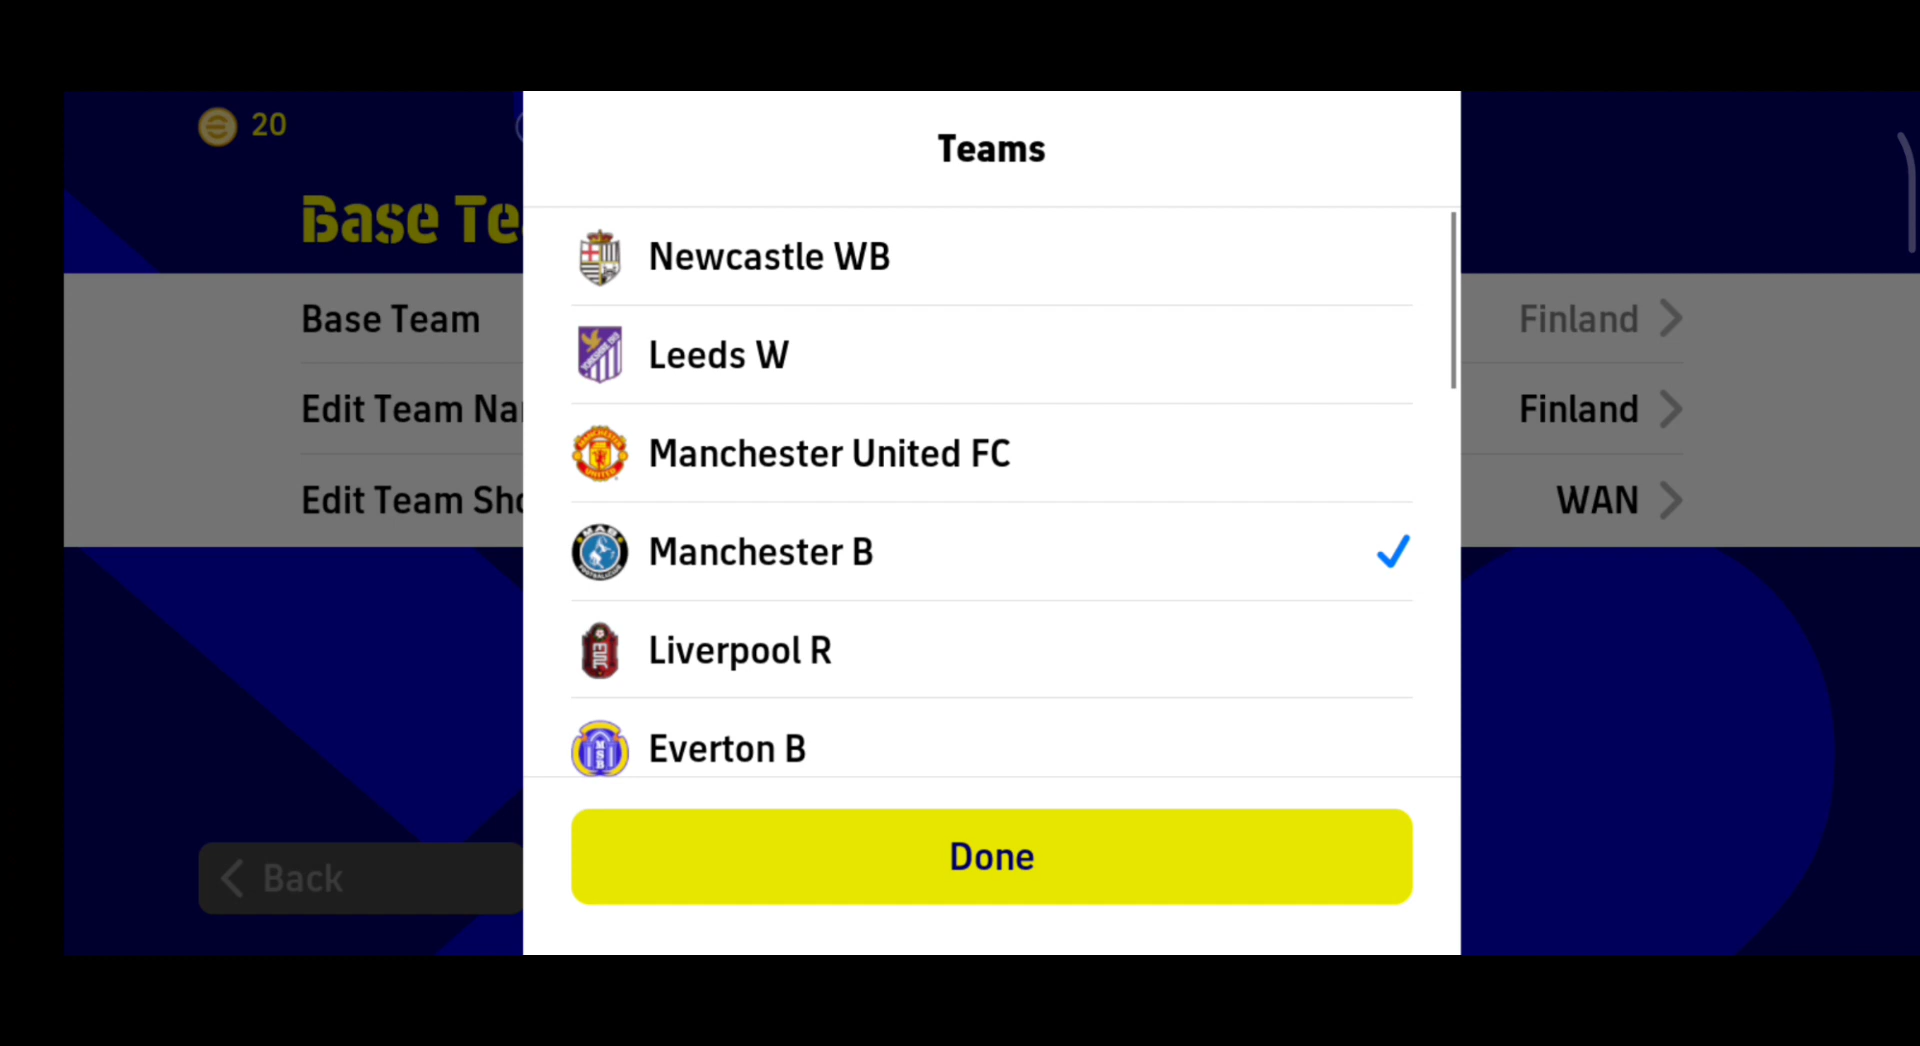 20
Teams
Base Te
Newcastle WB
Base Team
Finland
Leeds W
Edit Team Na
Finland
Manchester United FC
Edit Team Sho
WAN
Manchester B
Liverpool R
Everton B
Done
Back